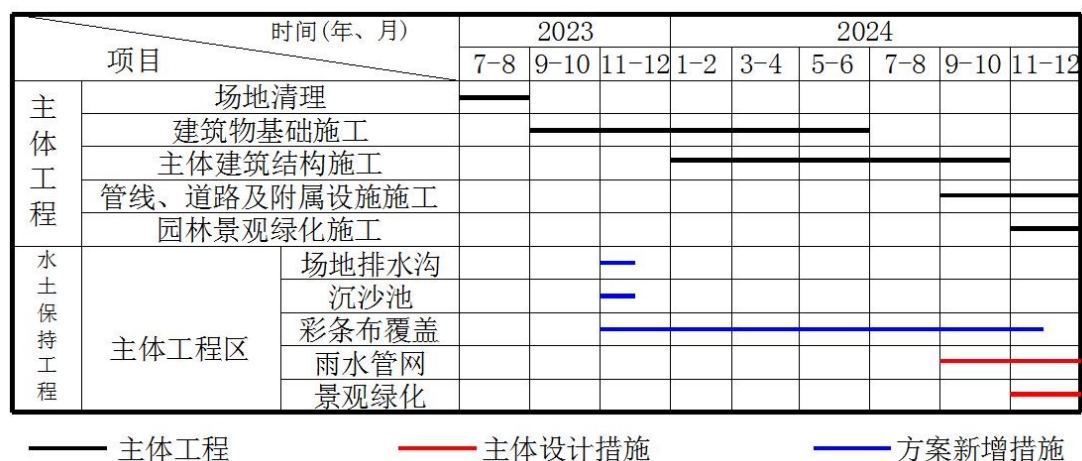 时间(年、月) 2023 2024
项目 7-8 9-10 11-12 1-2 3-4 5-6 7-8 9-10 11-12
主体工程
场地清理
建筑物基础施工
主体建筑结构施工
管线、道路及附属设施施工
园林景观绿化施工
水土保持工程
主体工程区
场地排水沟
沉沙池
彩条布覆盖
雨水管网
景观绿化
主体工程 主体设计措施 方案新增措施